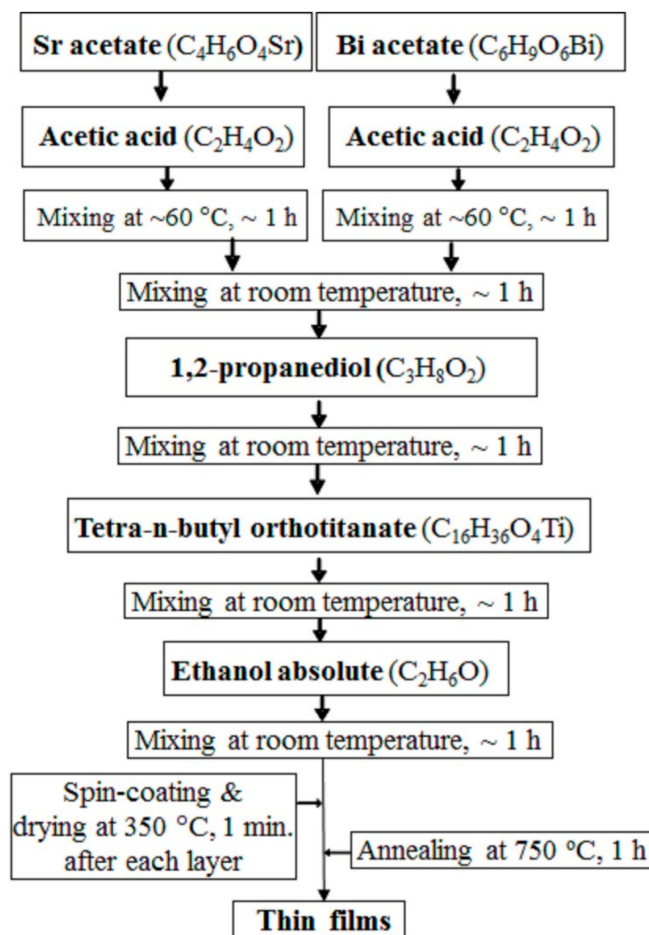 Sr acetate (C₄H₆O₄Sr)
Bi acetate (C₆H₉O₆Bi)
Acetic acid (C₂H₄O₂)
Acetic acid (C₂H₄O₂)
Mixing at ~60 °C, ~ 1 h
Mixing at ~60 °C, ~ 1 h
Mixing at room temperature, ~ 1 h
1,2-propanediol (C₃H₈O₂)
Mixing at room temperature, ~ 1 h
Tetra-n-butyl orthotitanate (C₁₆H₃₆O₄Ti)
Mixing at room temperature, ~ 1 h
Ethanol absolute (C₂H₆O)
Mixing at room temperature, ~ 1 h
Spin-coating &
drying at 350 °C, 1 min.
after each layer
Annealing at 750 °C, 1 h
Thin films